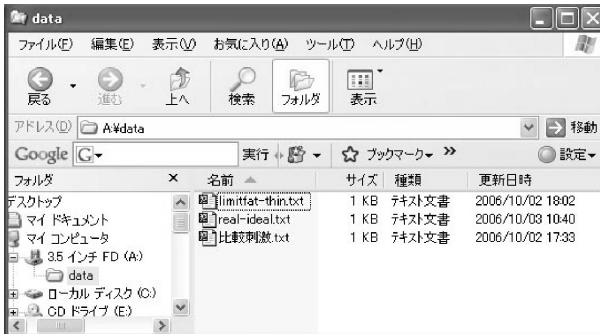 data
ファイル(F) 編集(E) 表示(V) お気に入り(A) ツール(T) ヘルプ(H)
戻る 進む 上へ 検索 フォルダ 表示
アドレス(D) A:¥data 移動
Google G 実行 ブックマーク 設定
フォルダ × 名前 サイズ 種類 更新日時
デスクトップ limitfat-thin.txt 1 KB テキスト文書 2006/10/02 18:02
マイ ドキュメント real-ideal.txt 1 KB テキスト文書 2006/10/03 10:40
マイ コンピュータ 比較刺激.txt 1 KB テキスト文書 2006/10/02 17:33
3.5 インチ FD (A:)
data
ローカル ディスク (C:)
CD ドライブ (E:)